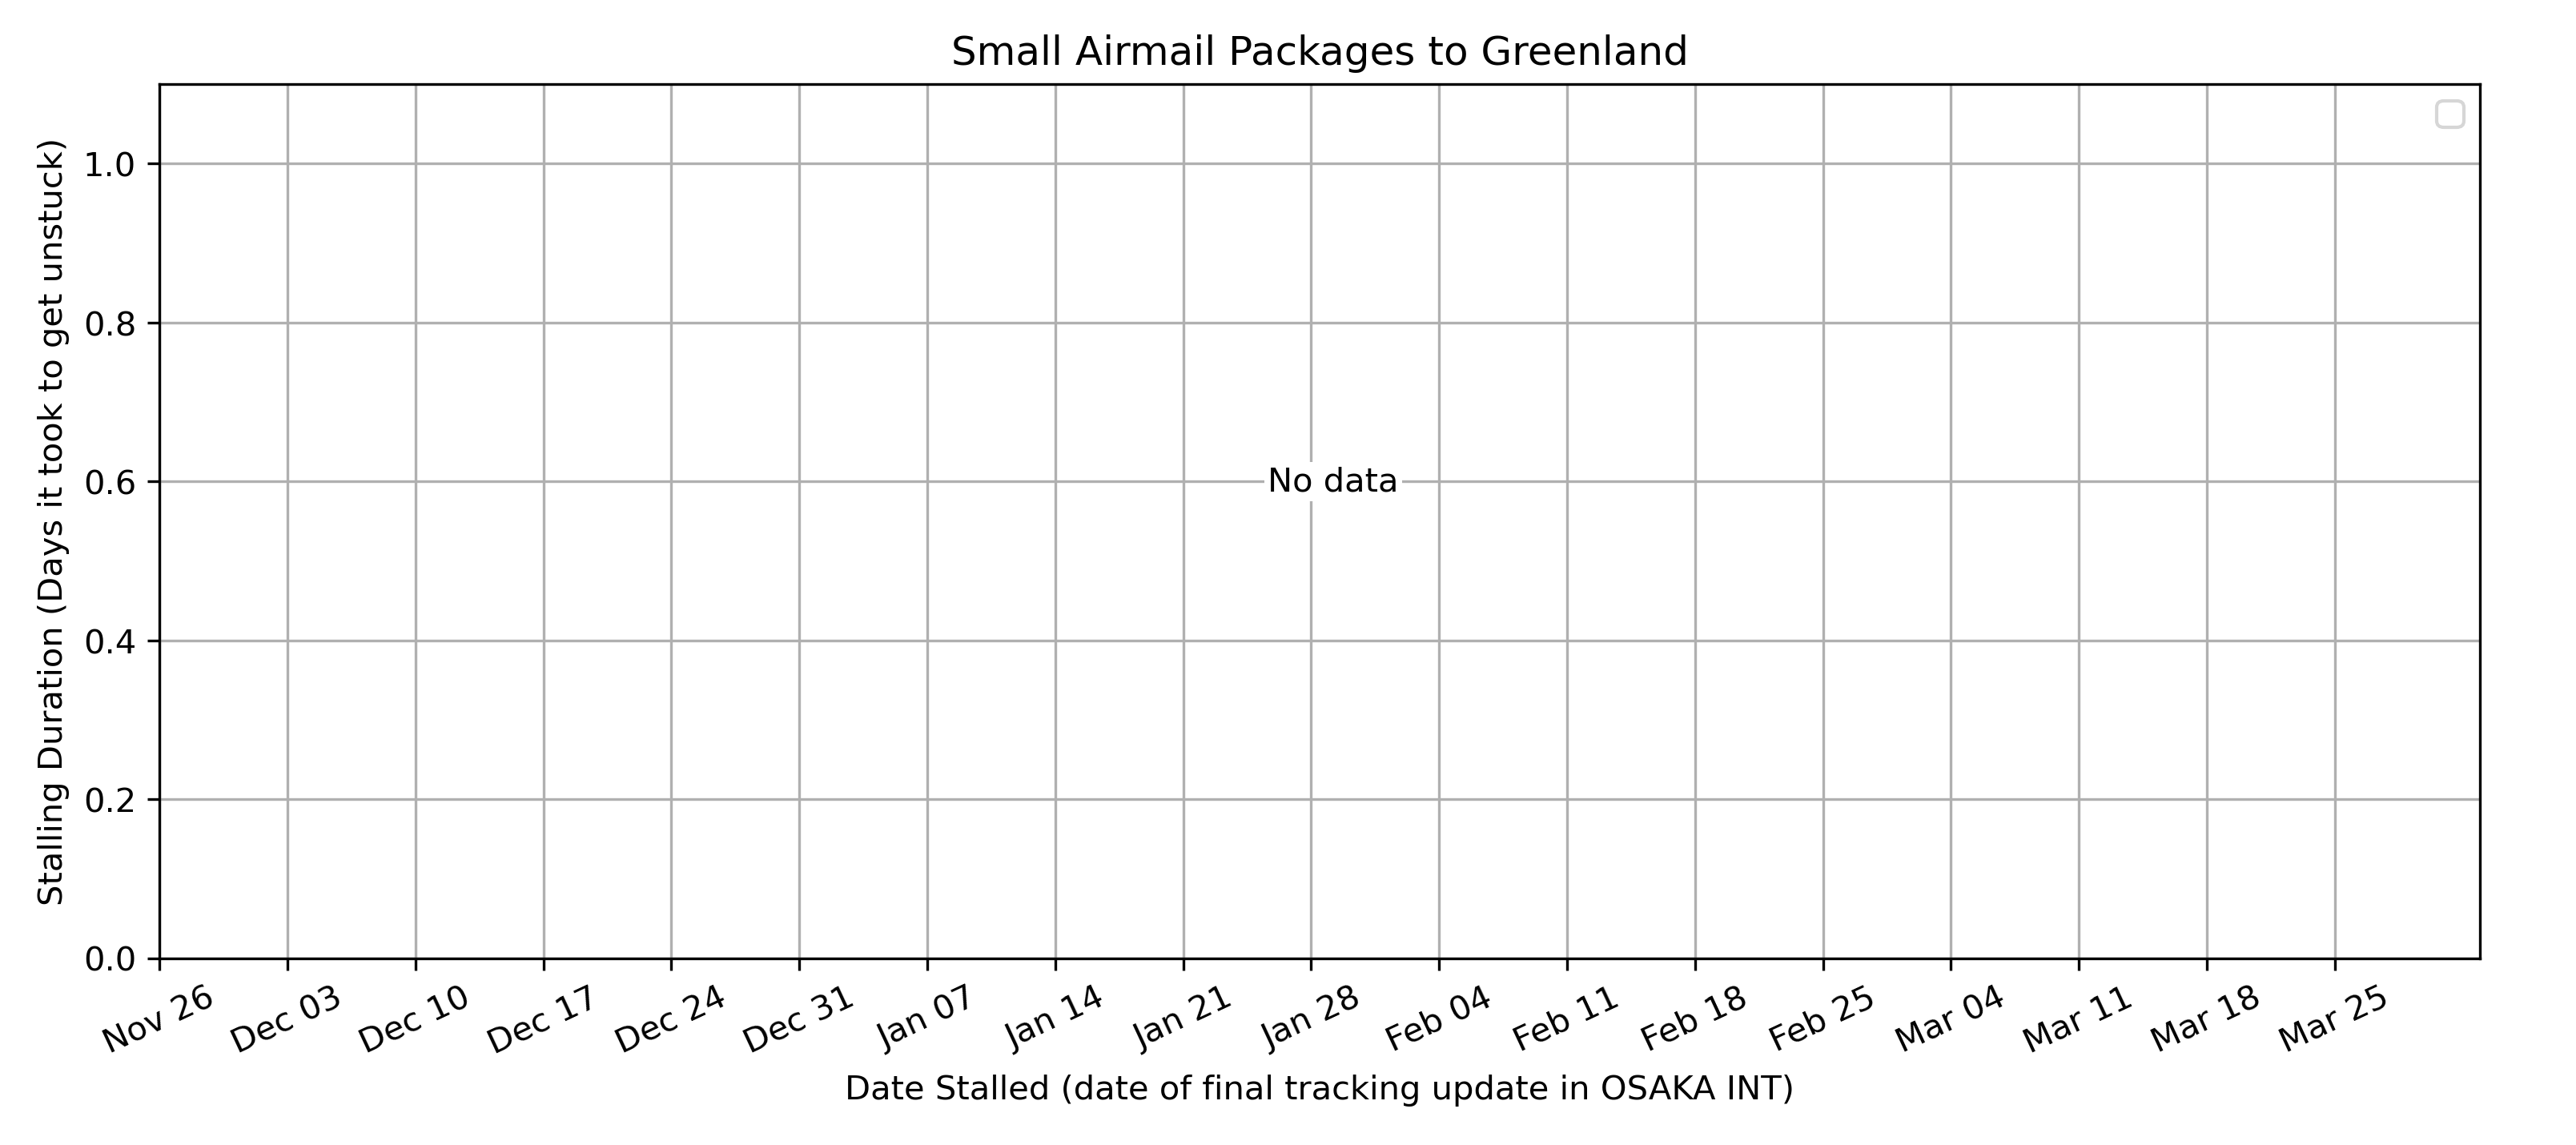 Small Airmail Packages to Greenland
Stalling Duration (Days it took to get unstuck)
1.0
0.8
0.6
0.4
0.2
0.0
No data
Nov 26
Dec 03
Dec 10
Dec 17
Dec 24
Dec 31
Jan 07
Jan 14
Jan 21
Jan 28
Feb 04
Feb 11
Feb 18
Feb 25
Mar 04
Mar 11
Mar 18
Mar 25
Date Stalled (date of final tracking update in OSAKA INT)